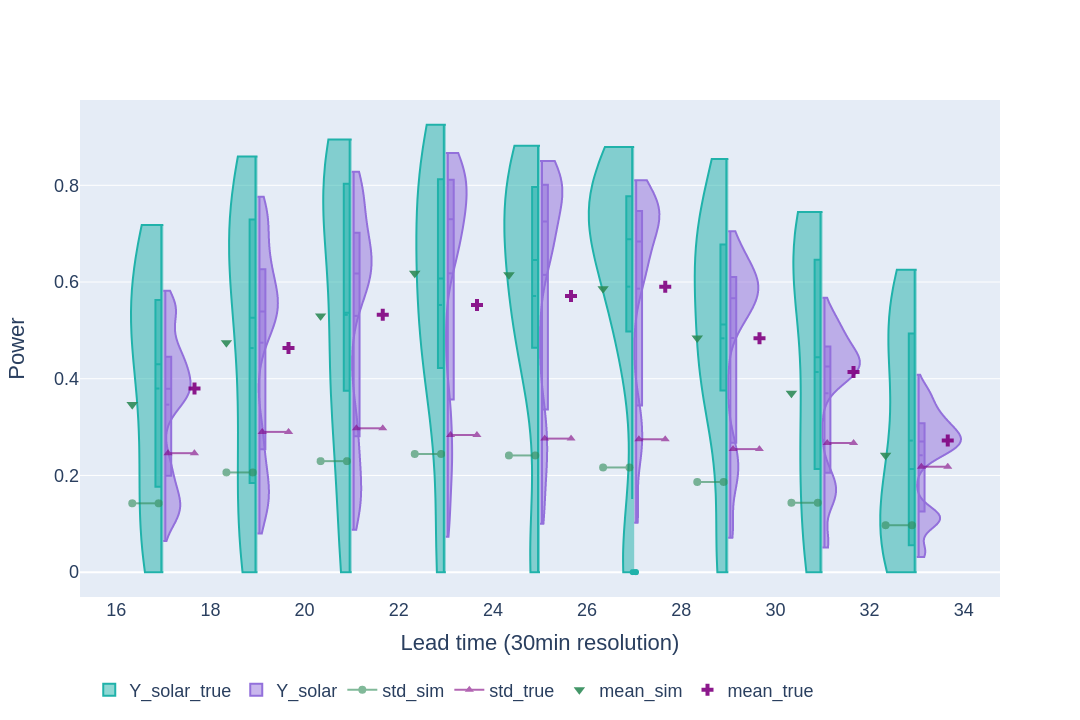 Power
0.8
0.6
0.4
0.2
0
16 18 20 22 24 26 28 30 32 34
Lead time (30min resolution)
Y_solar_true Y_solar std_sim std_true mean_sim mean_true